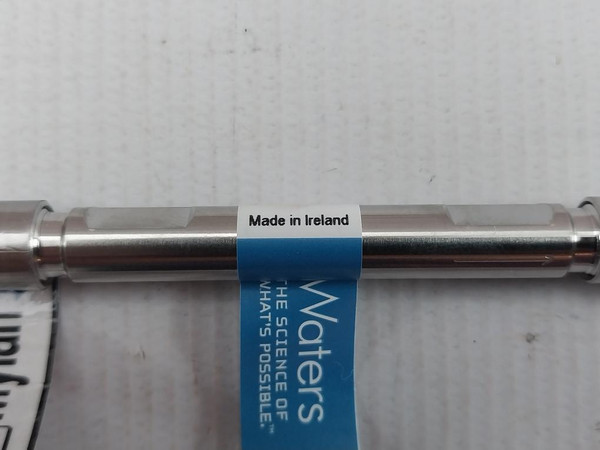 Made in Ireland
Waters
THE SCIENCE OF
WHAT'S POSSIBLE.™